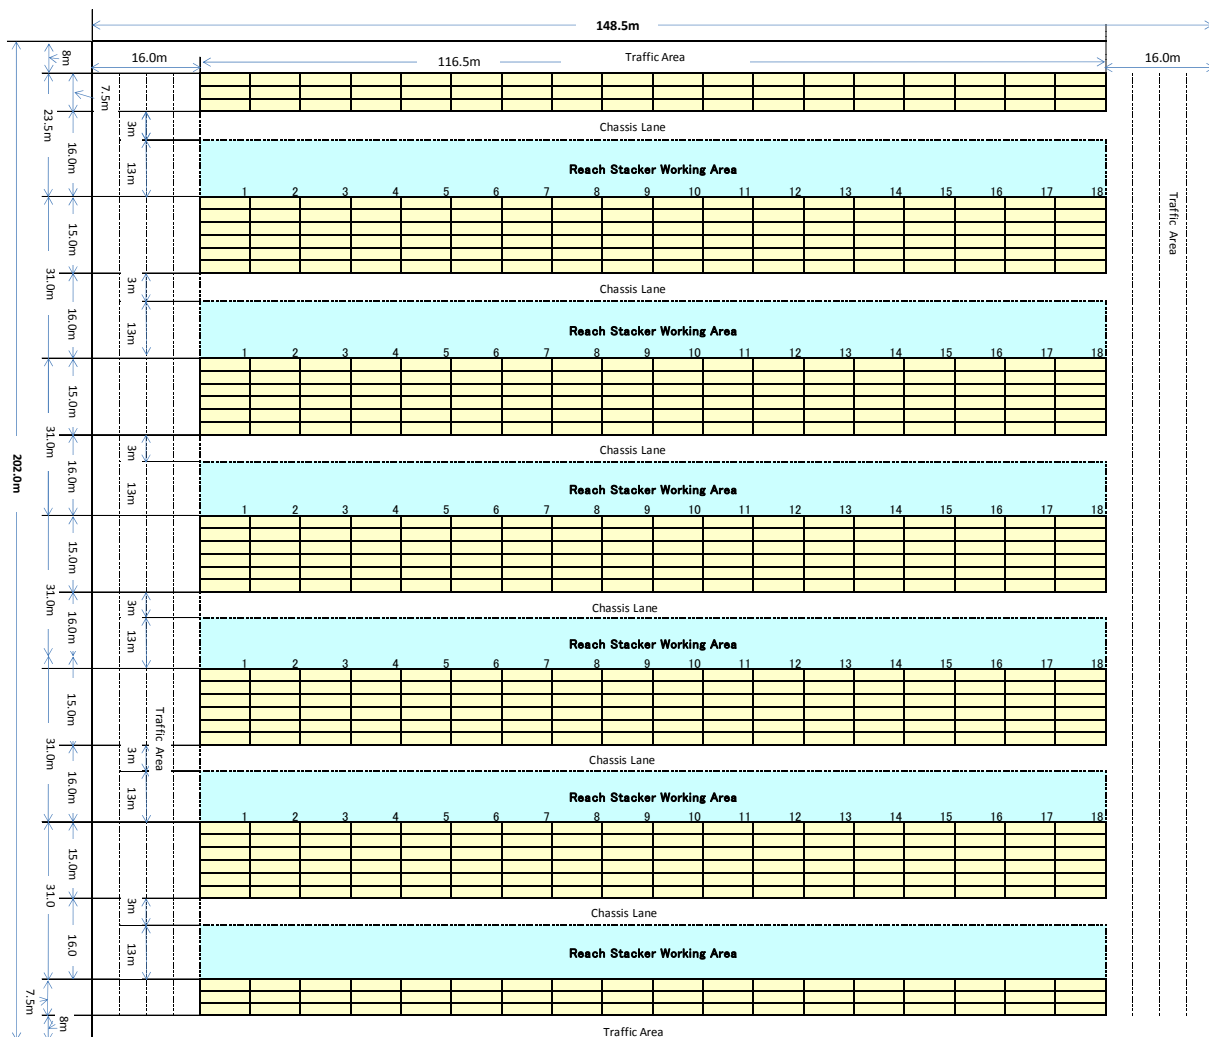 148.5m
8m
16.0m
116.5m
Traffic Area
16.0m
7.5m
23.5m
3m
Chassis Lane
16.0m
13m
Reach Stacker Working Area
1 2 3 4 5 6 7 8 9 10 11 12 13 14 15 16 17 18
Traffic Area
15.0m
31.0m
3m
Chassis Lane
16.0m
13m
Reach Stacker Working Area
1 2 3 4 5 6 7 8 9 10 11 12 13 14 15 16 17 18
15.0m
31.0m
3m
Chassis Lane
202.0m
16.0m
13m
Reach Stacker Working Area
1 2 3 4 5 6 7 8 9 10 11 12 13 14 15 16 17 18
15.0m
31.0m
3m
Chassis Lane
16.0m
13m
Reach Stacker Working Area
1 2 3 4 5 6 7 8 9 10 11 12 13 14 15 16 17 18
15.0m
Traffic Area
31.0m
3m
Chassis Lane
16.0m
13m
Reach Stacker Working Area
1 2 3 4 5 6 7 8 9 10 11 12 13 14 15 16 17 18
15.0m
31.0
3m
Chassis Lane
16.0
13m
Reach Stacker Working Area
7.5m
8m
Traffic Area